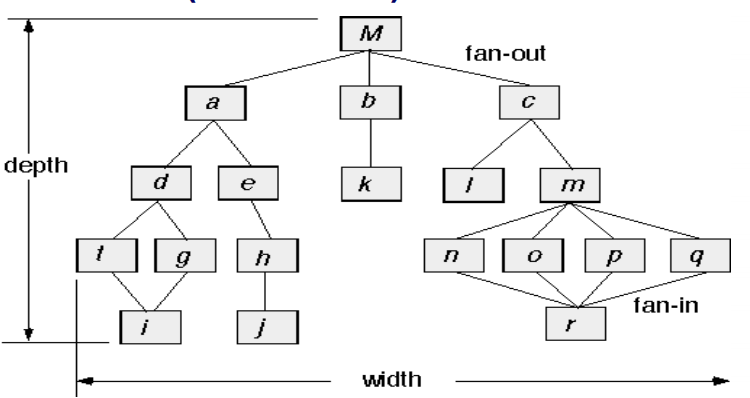 M
fan-out
a b c
depth
d e k l m
f g h n o p q
fan-in
i j r
width